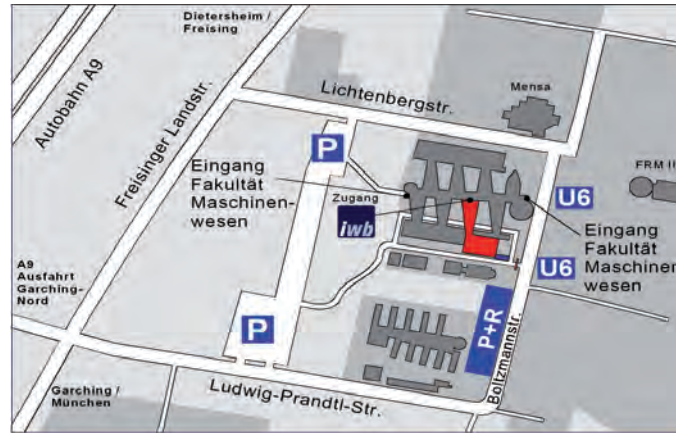 Dietersheim /
Freising
Autobahn A9
Freisinger Landstr.
Lichtenbergstr.
Mensa
P
FRM II
Eingang
Fakultät
Maschinen-
wesen
Zugang
iwb
U6
Eingang
Fakultät
Maschinen
wesen
U6
A9
Ausfahrt
Garching-
Nord
P
P+R
Boltzmannstr.
Ludwig-Prandtl-Str.
Garching /
München